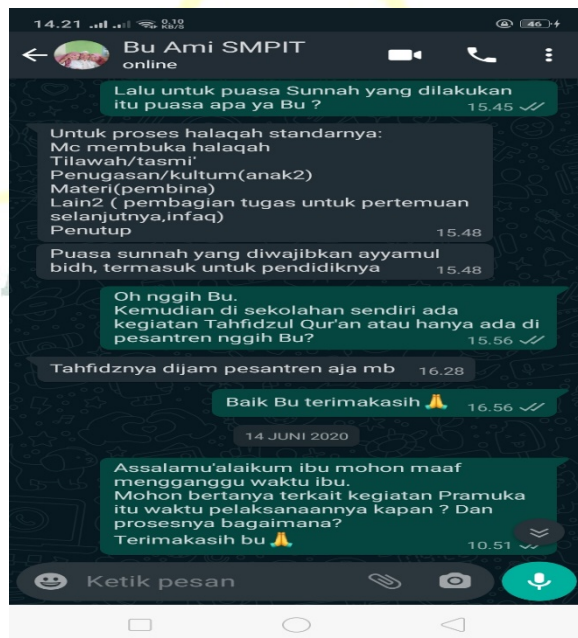 14.21
0,19
KB/S
46
Bu Ami SMPIT
online
Lalu untuk puasa Sunnah yang dilakukan
itu puasa apa ya Bu ?
15.45
Untuk proses halaqah standarnya:
Mc membuka halaqah
Tilawah/tasmi'
Penugasan/kultum(anak2)
Materi(pembina)
Lain2 ( pembagian tugas untuk pertemuan
selanjutnya,infaq)
Penutup
15.48
Puasa sunnah yang diwajibkan ayyamul
bidh, termasuk untuk pendidiknya
15.48
Oh nggih Bu.
Kemudian di sekolahan sendiri ada
kegiatan Tahfidzul Qur'an atau hanya ada di
pesantren nggih Bu?
15.56
Tahfidznya dijam pesantren aja mb 16.28
Baik Bu terimakasih 🙏 16.56
14 JUNI 2020
Assalamu'alaikum ibu mohon maaf
mengganggu waktu ibu.
Mohon bertanya terkait kegiatan Pramuka
itu waktu pelaksanaannya kapan ? Dan
prosesnya bagaimana?
Terimakasih bu 🙏
10.51
Ketik pesan